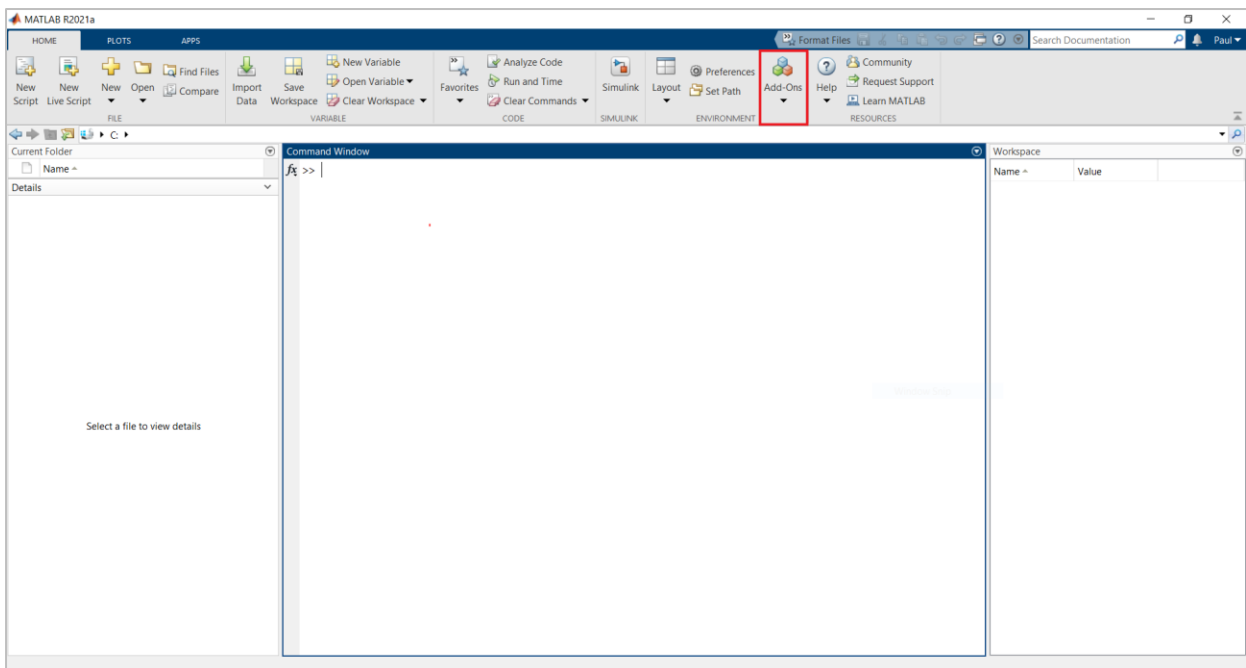 MATLAB R2021a
HOME PLOTS APPS
Format Files
Search Documentation
Paul
New Script
New Live Script
New
Open
Find Files
Compare
FILE
Import Data
Save Workspace
New Variable
Open Variable
Clear Workspace
VARIABLE
Favorites
Analyze Code
Run and Time
Clear Commands
CODE
Simulink
SIMULINK
Layout
Preferences
Set Path
Add-Ons
ENVIRONMENT
Help
Community
Request Support
Learn MATLAB
RESOURCES
C:
Current Folder
Name
Details
Select a file to view details
Command Window
fx >>
Workspace
Name Value